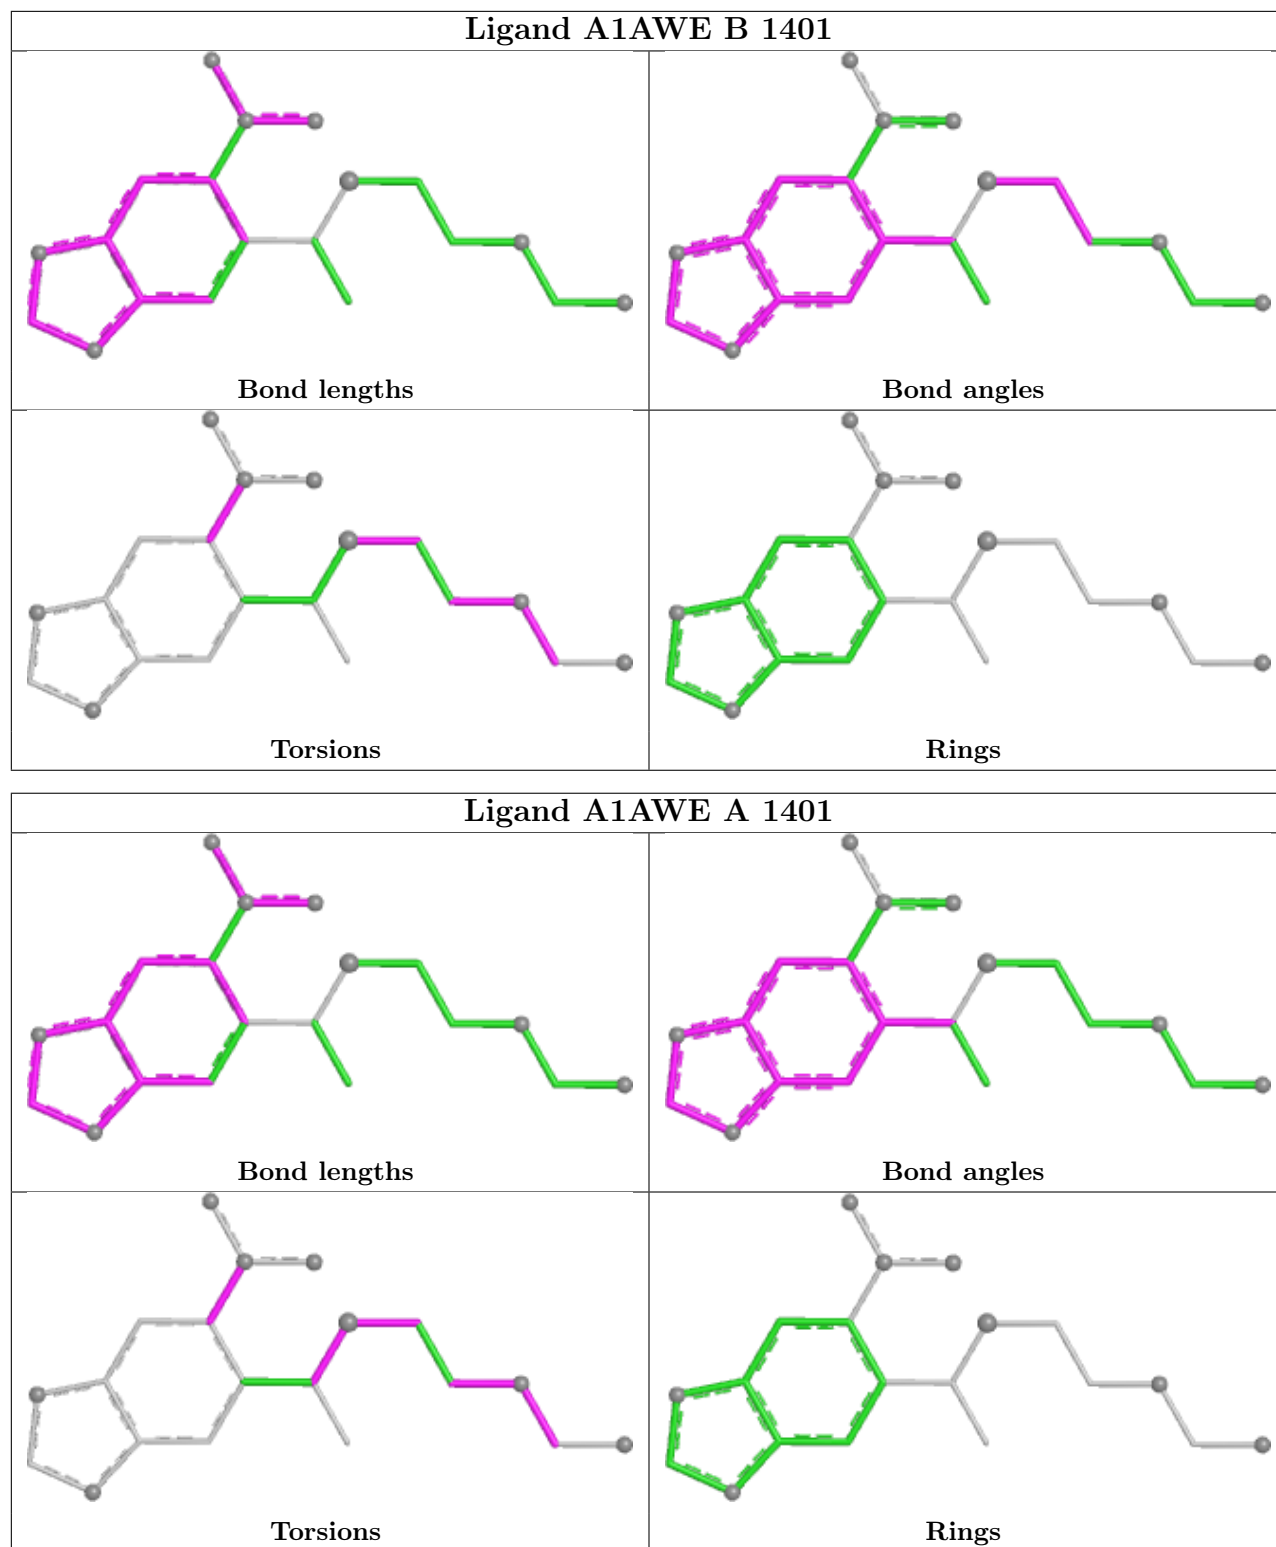 Ligand A1AWE B 1401
Bond lengths
Bond angles
Torsions
Rings
Ligand A1AWE A 1401
Bond lengths
Bond angles
Torsions
Rings